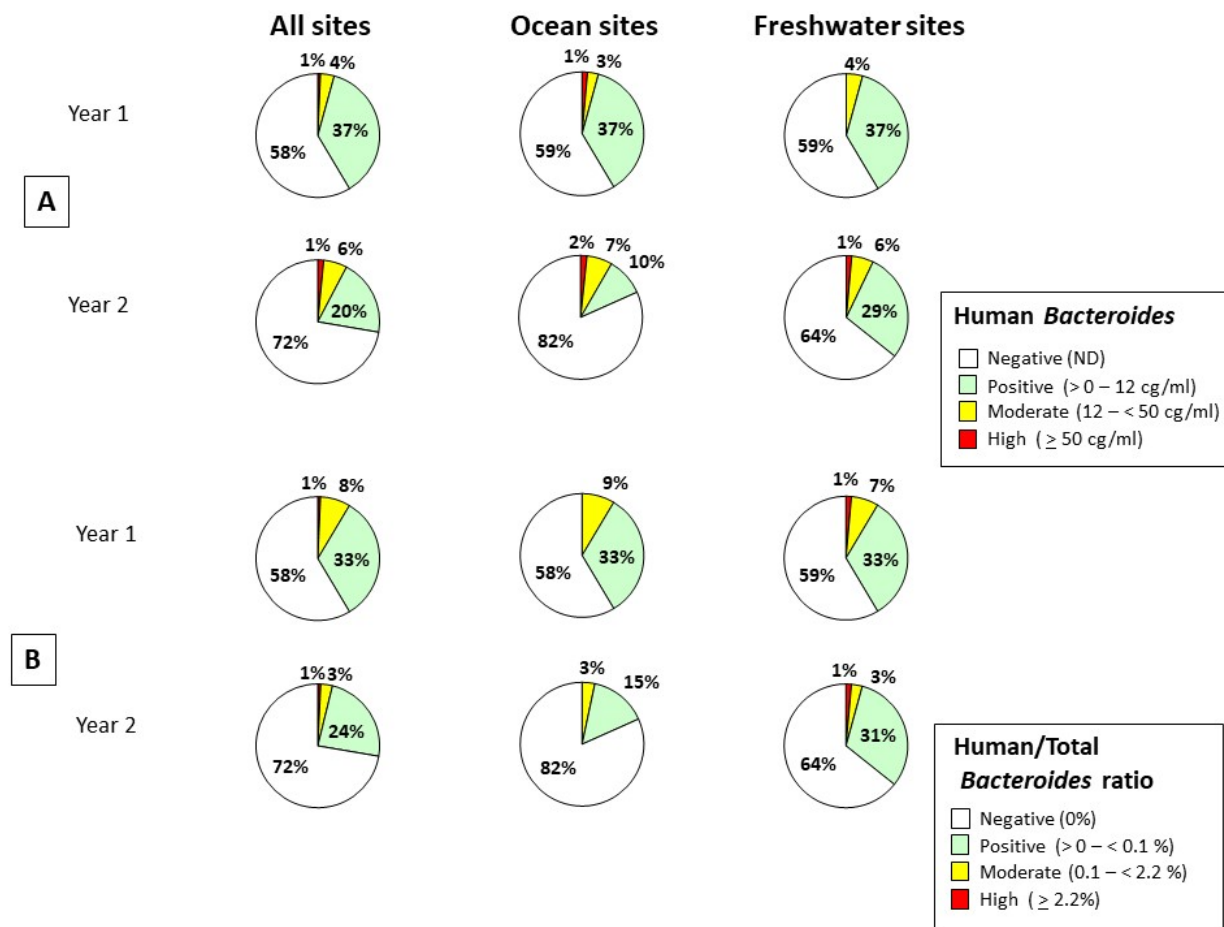 All sites Ocean sites Freshwater sites
1% 4% 1% 3% 4%
Year 1
37% 37% 37%
58% 59% 59%
A
1% 6% 2% 7% 10% 1% 6%
Year 2
20% 29%
72% 82% 64%
Human Bacteroides
Negative (ND)
Positive (> 0 – 12 cg/ml)
Moderate (12 – < 50 cg/ml)
High ( ≥ 50 cg/ml)
1% 8% 9% 1% 7%
Year 1
33% 33% 33%
58% 58% 59%
B
1% 3% 3% 15% 1% 3%
Year 2
24% 31%
72% 82% 64%
Human/Total
Bacteroides ratio
Negative (0%)
Positive (> 0 – < 0.1 %)
Moderate (0.1 – < 2.2 %)
High ( ≥ 2.2%)